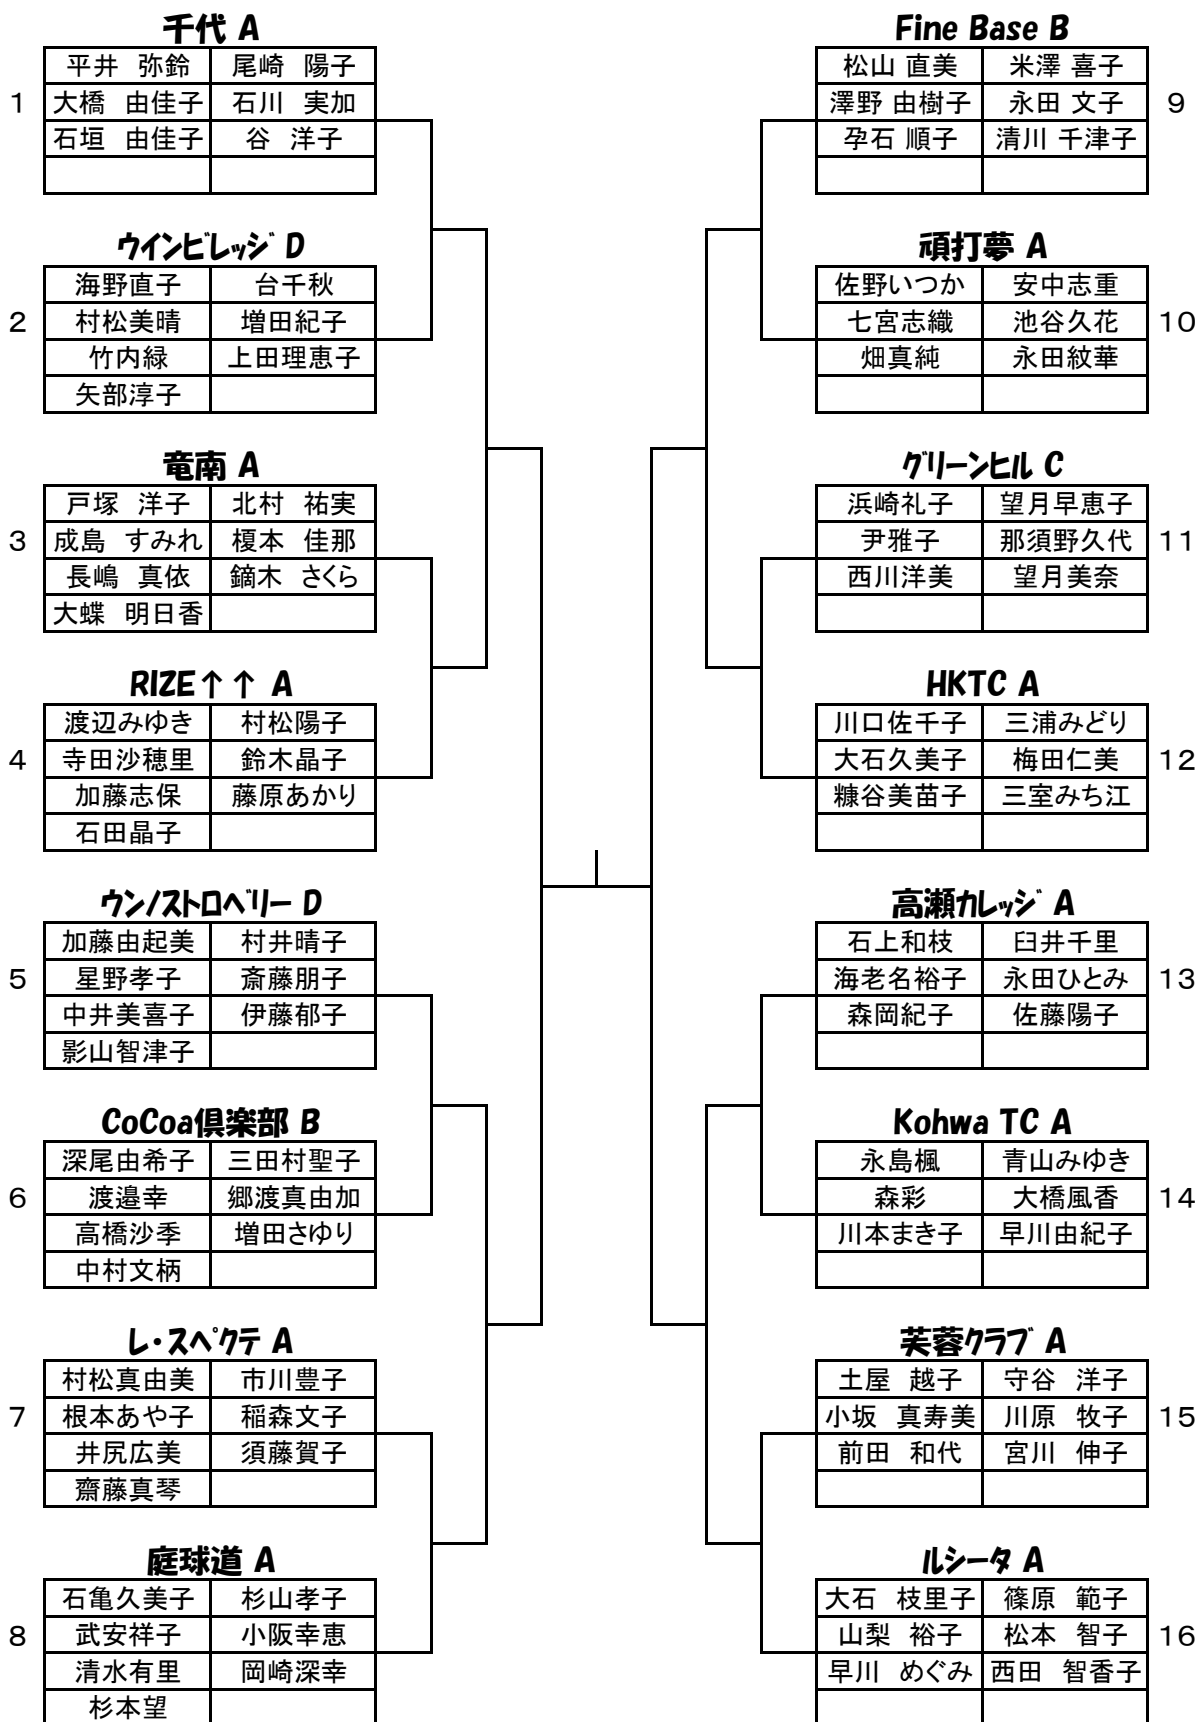 千代 A
平井 弥鈴 尾崎 陽子
1 大橋 由佳子 石川 実加
石垣 由佳子 谷 洋子
ウインビレッジ D
海野直子 台千秋
2 村松美晴 増田紀子
竹内緑 上田理恵子
矢部淳子
竜南 A
戸塚 洋子 北村 祐実
3 成島 すみれ 榎本 佳那
長嶋 真依 鏑木 さくら
大蝶 明日香
RIZE↑↑ A
渡辺みゆき 村松陽子
4 寺田沙穂里 鈴木晶子
加藤志保 藤原あかり
石田晶子
ウンノストロベリー D
加藤由起美 村井晴子
5 星野孝子 斎藤朋子
中井美喜子 伊藤郁子
影山智津子
CoCoa倶楽部 B
深尾由希子 三田村聖子
6 渡邉幸 郷渡真由加
高橋沙季 増田さゆり
中村文柄
レ・スペクテ A
村松真由美 市川豊子
7 根本あや子 稲森文子
井尻広美 須藤賀子
齋藤真琴
庭球道 A
石亀久美子 杉山孝子
8 武安祥子 小阪幸恵
清水有里 岡崎深幸
杉本望
Fine Base B
松山 直美 米澤 喜子
澤野 由樹子 永田 文子 9
孕石 順子 清川 千津子
頑打夢 A
佐野いつか 安中志重
七宮志織 池谷久花 10
畑真純 永田紋華
グリーンヒル C
浜崎礼子 望月早恵子
尹雅子 那須野久代 11
西川洋美 望月美奈
HKTC A
川口佐千子 三浦みどり
大石久美子 梅田仁美 12
糠谷美苗子 三室みち江
高瀬カレッジ A
石上和枝 臼井千里
海老名裕子 永田ひとみ 13
森岡紀子 佐藤陽子
Kohwa TC A
永島楓 青山みゆき
森彩 大橋風香 14
川本まき子 早川由紀子
芙蓉クラブ A
土屋 越子 守谷 洋子
小坂 真寿美 川原 牧子 15
前田 和代 宮川 伸子
ルシータ A
大石 枝里子 篠原 範子
山梨 裕子 松本 智子 16
早川 めぐみ 西田 智香子